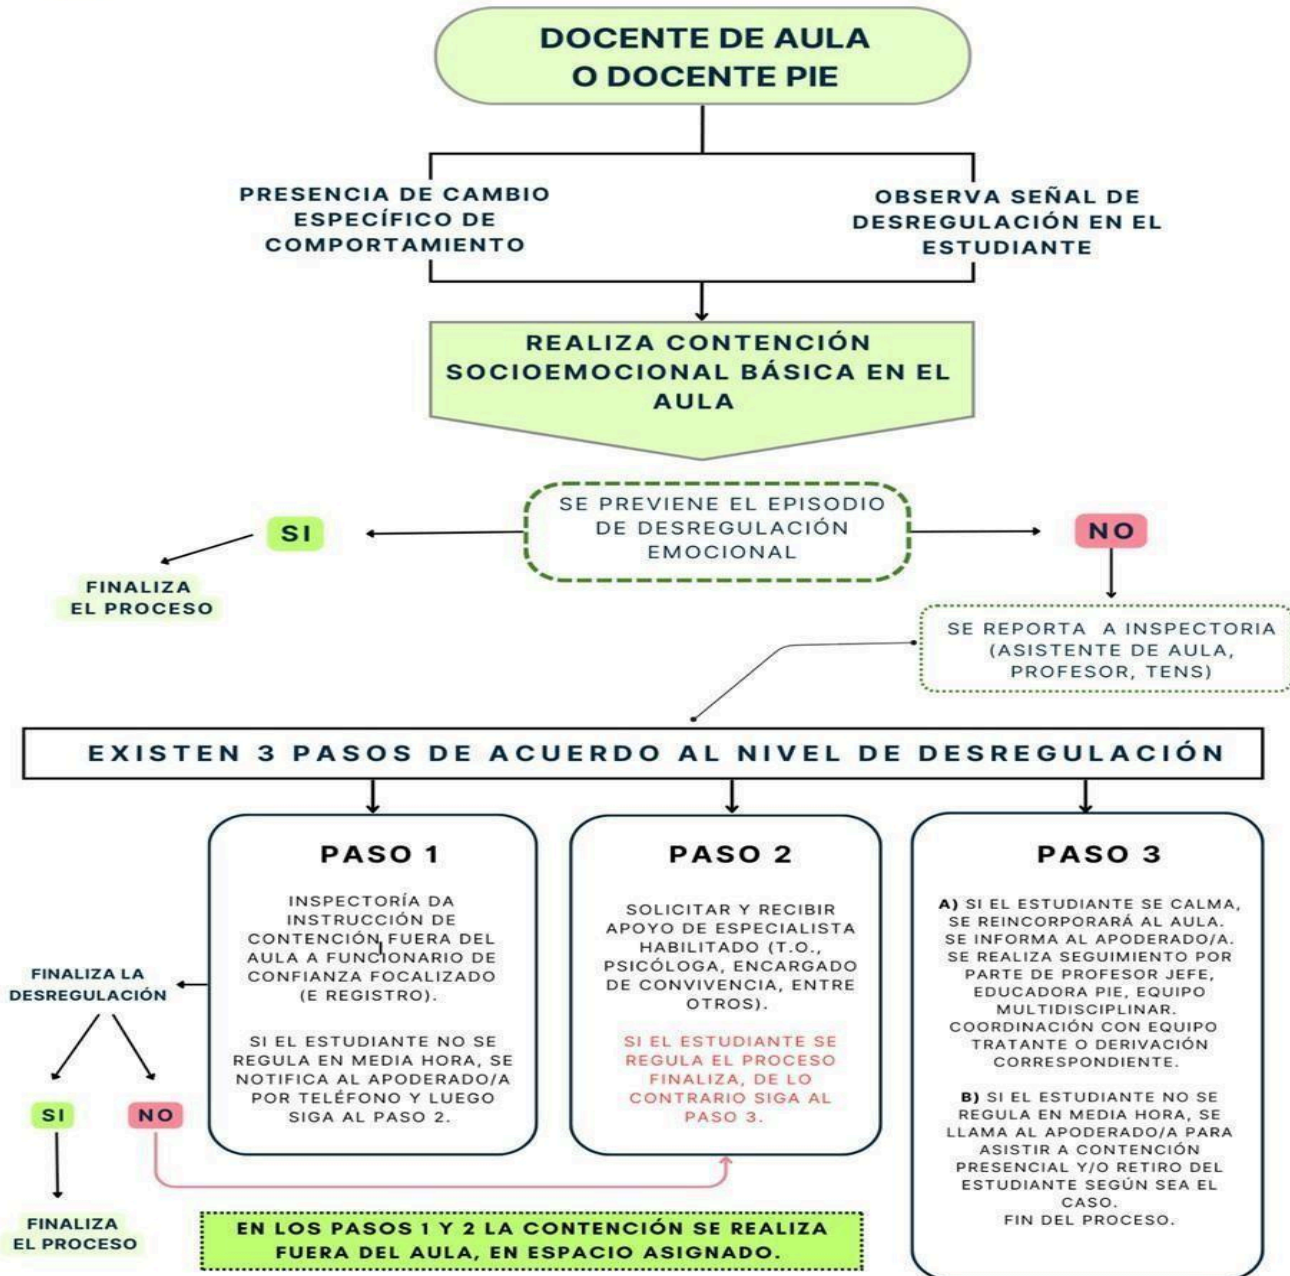 DOCENTE DE AULA
O DOCENTE PIE
PRESENCIA DE CAMBIO
ESPECÍFICO DE
COMPORTAMIENTO
OBSERVA SEÑAL DE
DESREGULACIÓN EN EL
ESTUDIANTE
REALIZA CONTENCIÓN
SOCIOEMOCIONAL BÁSICA EN EL
AULA
SE PREVIENE EL EPISODIO
DE DESREGULACIÓN
EMOCIONAL
SI
NO
FINALIZA
EL PROCESO
SE REPORTA A INSPECTORIA
(ASISTENTE DE AULA,
PROFESOR, TENS)
EXISTEN 3 PASOS DE ACUERDO AL NIVEL DE DESREGULACIÓN
PASO 1
INSPECTORÍA DA
INSTRUCCIÓN DE
CONTENCIÓN FUERA DEL
AULA A FUNCIONARIO DE
CONFIANZA FOCALIZADO
(E REGISTRO).
SI EL ESTUDIANTE NO SE
REGULA EN MEDIA HORA, SE
NOTIFICA AL APODERADO/A
POR TELÉFONO Y LUEGO
SIGA AL PASO 2.
FINALIZA LA
DESREGULACIÓN
SI
NO
FINALIZA
EL PROCESO
PASO 2
SOLICITAR Y RECIBIR
APOYO DE ESPECIALISTA
HABILITADO (T.O.,
PSICÓLOGA, ENCARGADO
DE CONVIVENCIA, ENTRE
OTROS).
SI EL ESTUDIANTE SE
REGULA EL PROCESO
FINALIZA, DE LO
CONTRARIO SIGA AL
PASO 3.
PASO 3
A) SI EL ESTUDIANTE SE CALMA,
SE REINCORPORARÁ AL AULA.
SE INFORMA AL APODERADO/A.
SE REALIZA SEGUIMIENTO POR
PARTE DE PROFESOR JEFE,
EDUCADORA PIE, EQUIPO
MULTIDISCIPLINAR.
COORDINACIÓN CON EQUIPO
TRATANTE O DERIVACIÓN
CORRESPONDIENTE.
B) SI EL ESTUDIANTE NO SE
REGULA EN MEDIA HORA, SE
LLAMA AL APODERADO/A PARA
ASISTIR A CONTENCIÓN
PRESENCIAL Y/O RETIRO DEL
ESTUDIANTE SEGÚN SEA EL
CASO.
FIN DEL PROCESO.
EN LOS PASOS 1 Y 2 LA CONTENCIÓN SE REALIZA
FUERA DEL AULA, EN ESPACIO ASIGNADO.